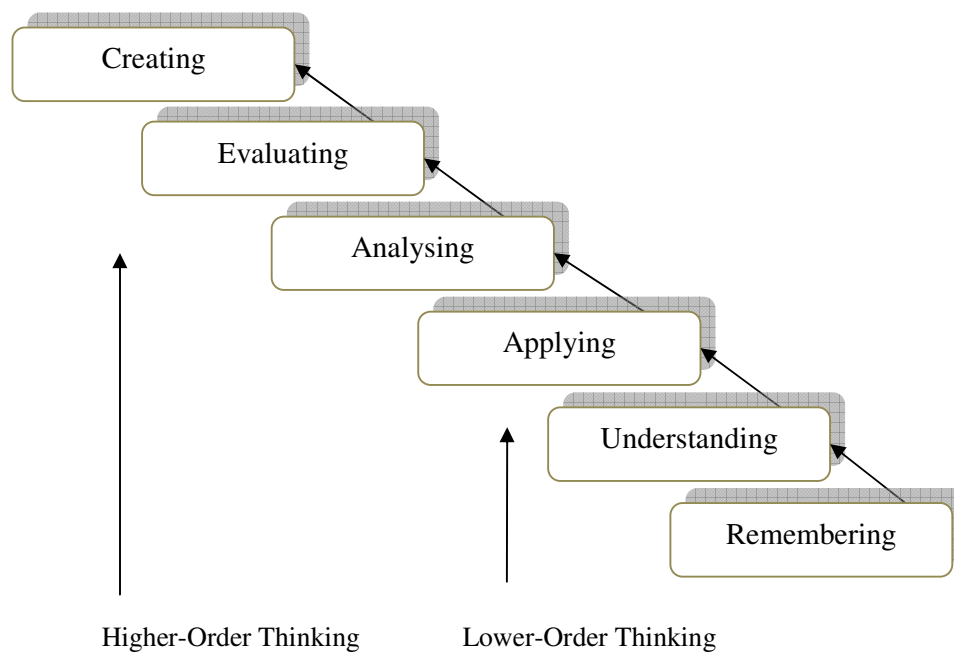 Creating
Evaluating
Analysing
Applying
Understanding
Remembering
Higher-Order Thinking
Lower-Order Thinking